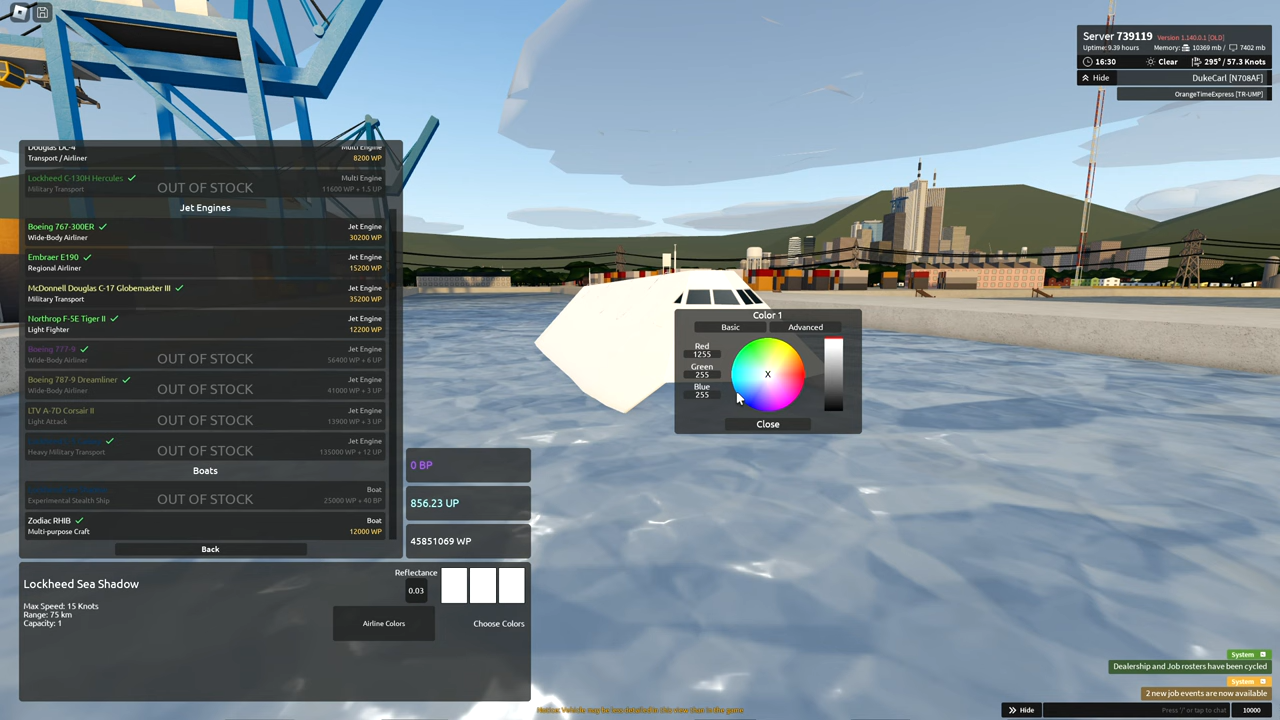 Server 739119 Version 1.140.0.1 [OLD]
Uptime: 9.39 hours Memory: 10369 mb / 7402 mb
16:30 Clear 295° / 57.3 Knots
Hide DukeCarl [N708AF]
OrangeTimeExpress [TR-UMP]
Douglas DC-4 Multi Engine
Transport / Airliner 8200 WP
Lockheed C-130H Hercules Multi Engine
Military Transport OUT OF STOCK 11600 WP + 1.5 UP
Jet Engines
Boeing 767-300ER Jet Engine
Wide-Body Airliner 30200 WP
Embraer E190 Jet Engine
Regional Airliner 15200 WP
McDonnell Douglas C-17 Globemaster III Jet Engine
Military Transport 35200 WP
Northrop F-5E Tiger II Jet Engine
Light Fighter 12200 WP
Boeing 777-9 Jet Engine
Wide-Body Airliner OUT OF STOCK 56400 WP + 6 UP
Boeing 787-9 Dreamliner Jet Engine
Wide-Body Airliner OUT OF STOCK 41000 WP + 3 UP
LTV A-7D Corsair II Jet Engine
Light Attack OUT OF STOCK 13900 WP + 3 UP
Jet Engine
Heavy Military Transport OUT OF STOCK 135000 WP + 12 UP
Boats
Boat
Experimental Stealth Ship OUT OF STOCK 25000 WP + 40 BP
Zodiac RHIB Boat
Multi-purpose Craft 12000 WP
Back
0 BP
856.23 UP
45851069 WP
Lockheed Sea Shadow
Max Speed: 15 Knots
Range: 75 km
Capacity: 1
Reflectance
0.03
Airline Colors
Choose Colors
Color 1
Basic Advanced
Red
1255
Green
255
Blue
255
X
Close
System
Dealership and Job rosters have been cycled
System
2 new job events are now available
Hide Press '/' or tap to chat 10000
Vehicle may be less detailed in this view than in the game